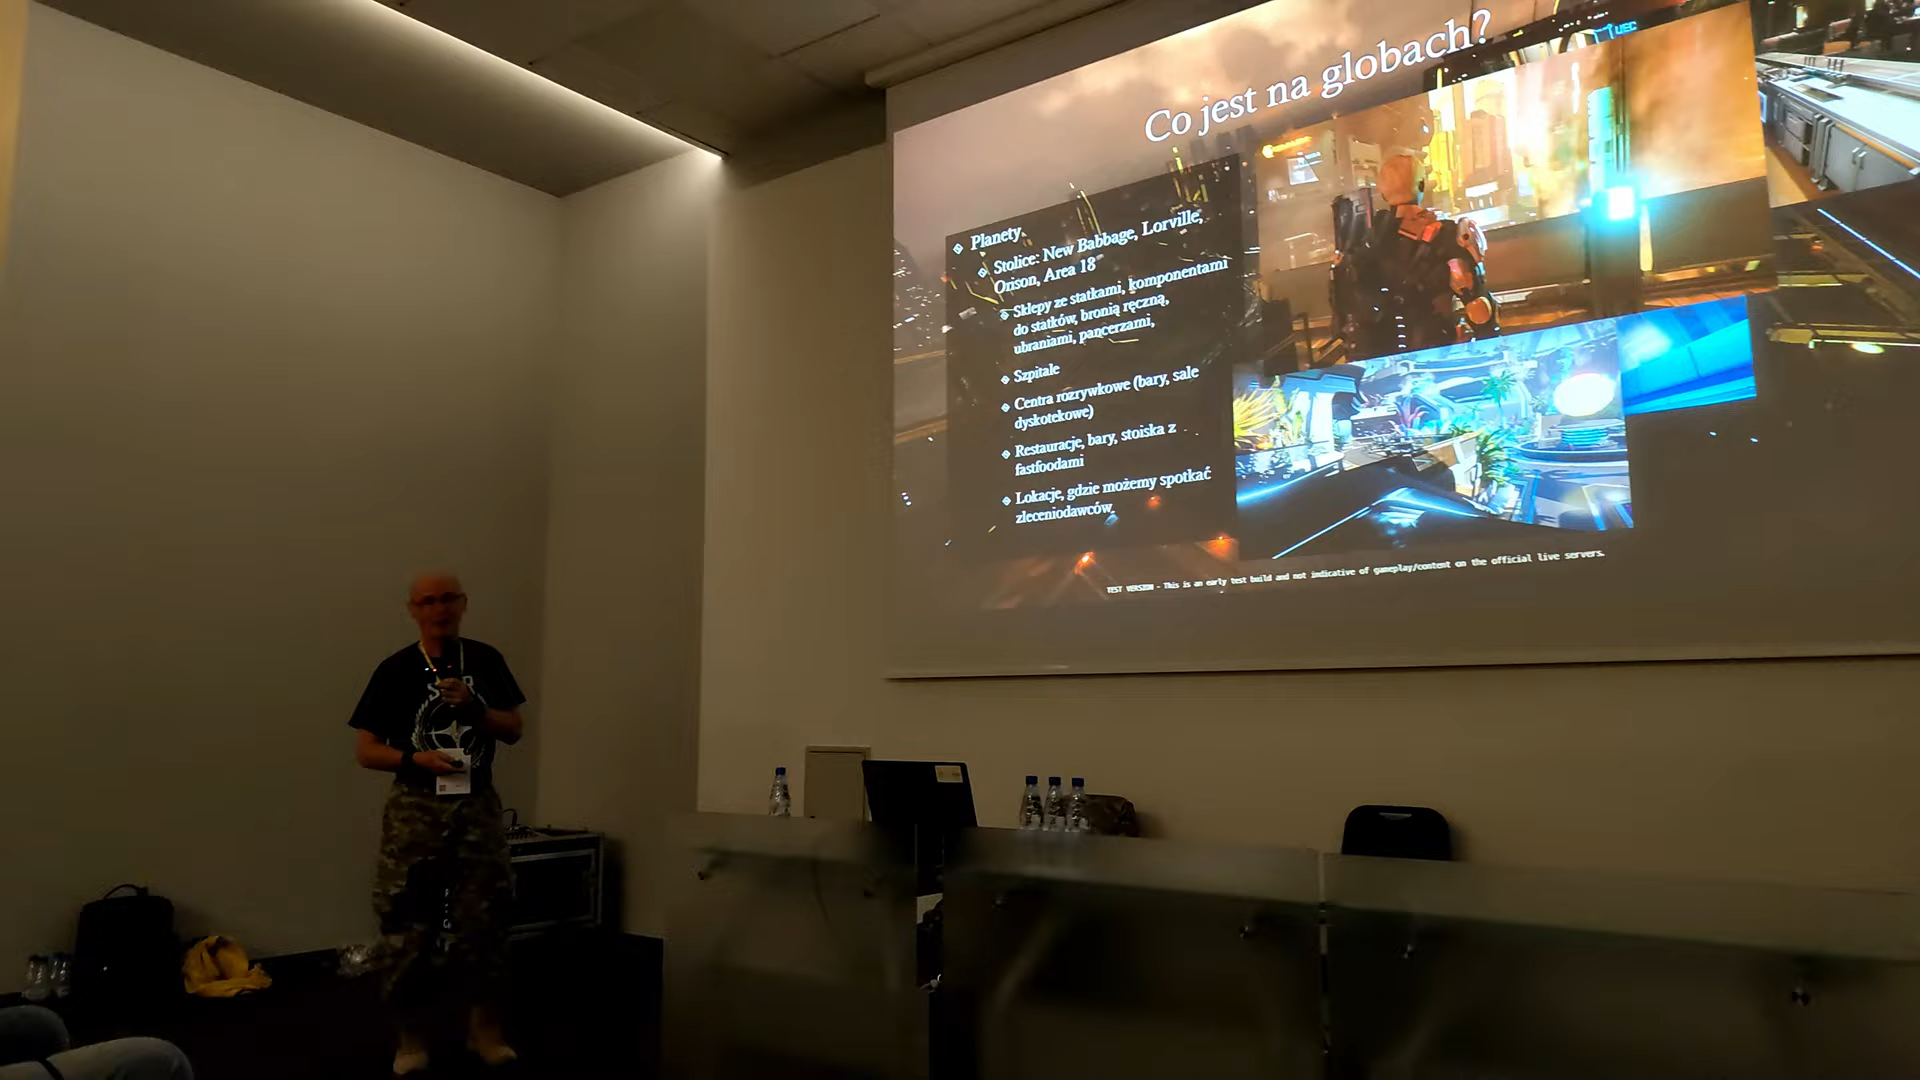 Co jest na globach?
UEC
Planety
Stolice: New Babbage, Lorville,
Orison, Area 18
Sklepy ze statkami, komponentami
do statków, bronią ręczną,
ubraniami, pancerzami,
Szpitale
Centra rozrywkowe (bary, sale
dyskotekowe)
Restauracje, bary, stoiska z
fastfoodami
Lokacje, gdzie możemy spotkać
zleceniodawców
TEST VERSION - This is an early test build and not indicative of gameplay/content on the official live servers.